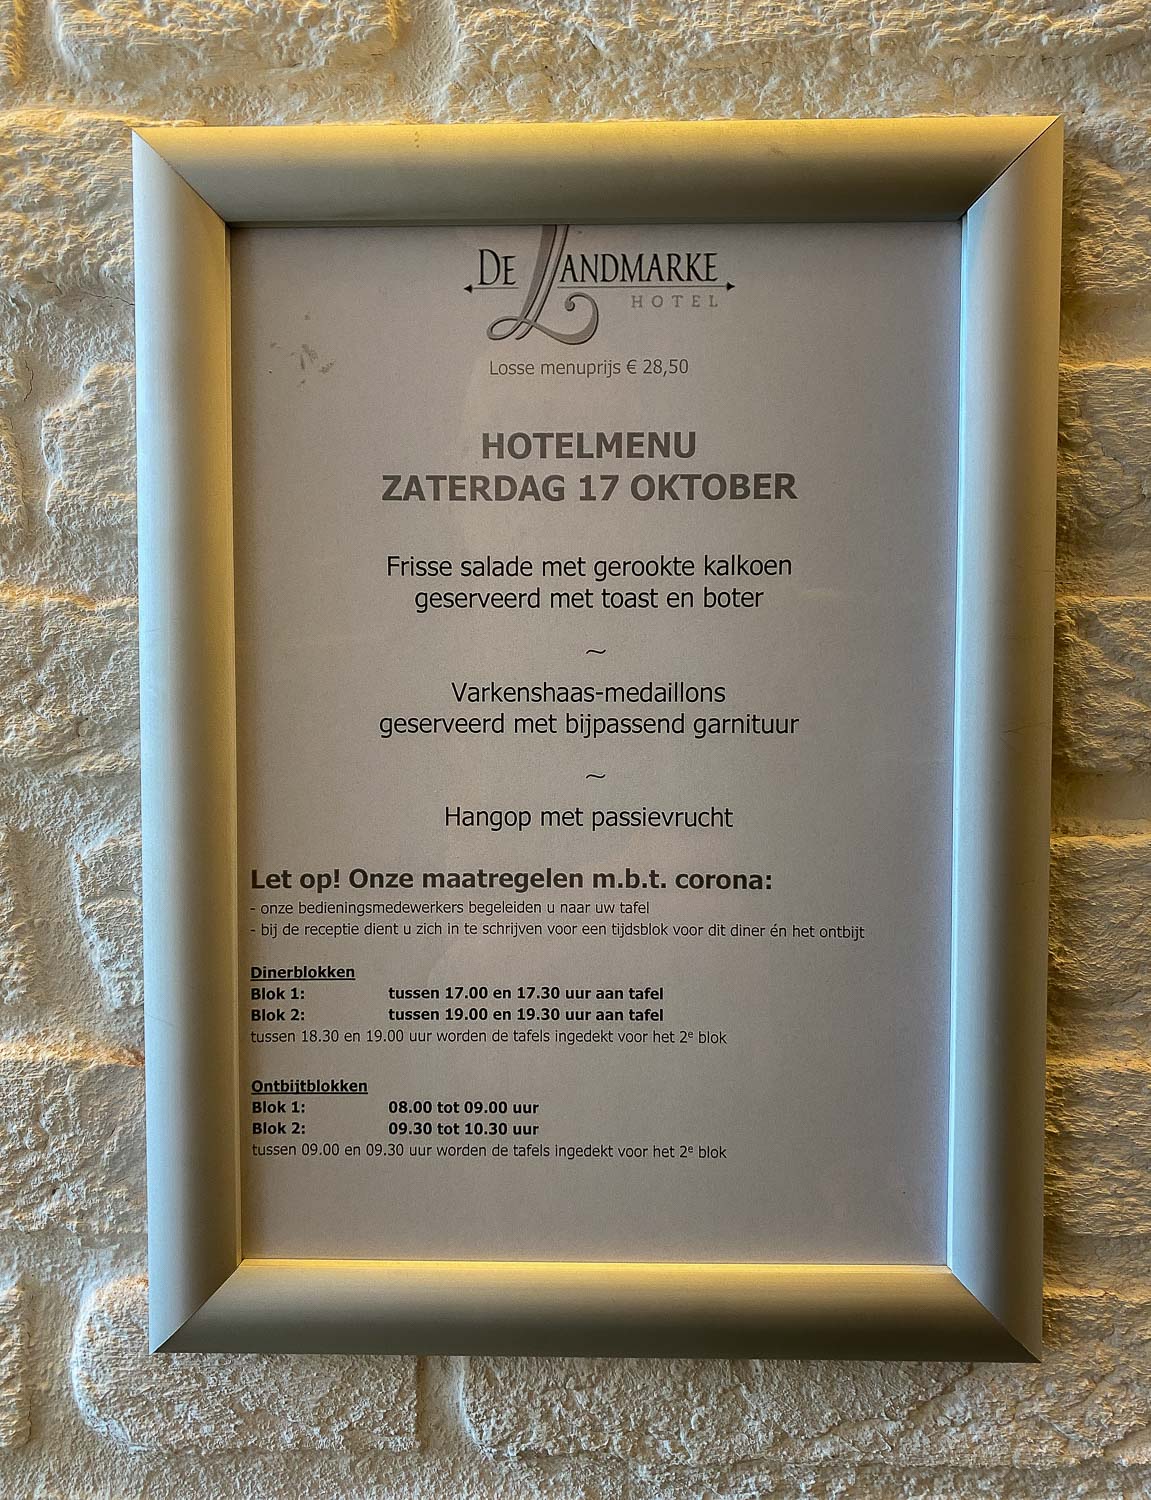 DE LANDMARKE
HOTEL
Losse menuprijs € 28,50
HOTELMENU
ZATERDAG 17 OKTOBER
Frisse salade met gerookte kalkoen
geserveerd met toast en boter
~
Varkenshaas-medaillons
geserveerd met bijpassend garnituur
~
Hangop met passievrucht
Let op! Onze maatregelen m.b.t. corona:
- onze bedieningsmedewerkers begeleiden u naar uw tafel
- bij de receptie dient u zich in te schrijven voor een tijdsblok voor dit diner én het ontbijt
Dinerblokken
Blok 1: tussen 17.00 en 17.30 uur aan tafel
Blok 2: tussen 19.00 en 19.30 uur aan tafel
tussen 18.30 en 19.00 uur worden de tafels ingedekt voor het 2e blok
Ontbijtblokken
Blok 1: 08.00 tot 09.00 uur
Blok 2: 09.30 tot 10.30 uur
tussen 09.00 en 09.30 uur worden de tafels ingedekt voor het 2e blok